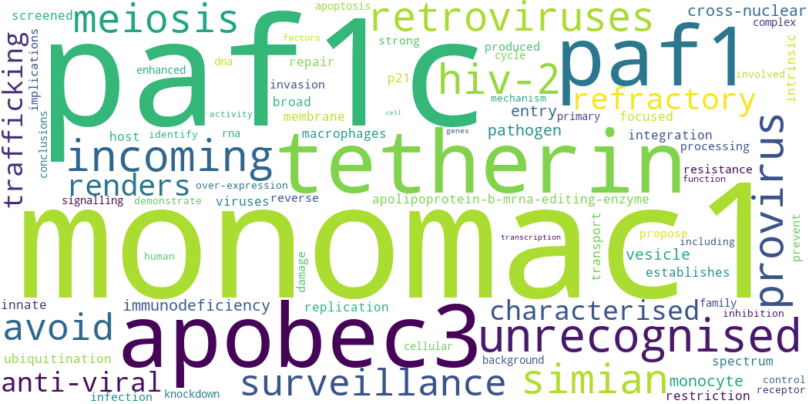 apoptosis
screened meiosis retroviruses cross-nuclear
factors strong produced complex
paf1c paf1
dna cycle
implications enhanced repair hiv-2 intrinsic
trafficking invasion p21 mechanism involved
broad refractory
activity membrane cell entry primary focused
conclusions host identify rna macrophages pathogen genes integration
incoming tetherin processing provirus
renders over-expression resistance
function
signalling demonstrate viruses reverse apolipoprotein-b-mrna-editing-enzyme
monomac1
human transcription transport propose including prevent
damage vesicle
establishes
innate immunodeficiency replication characterised family
inhibition
avoid apobec3 unrecognised
ubiquitination cellular background spectrum
anti-viral surveillance simian monocyte control
infection knockdown restriction receptor